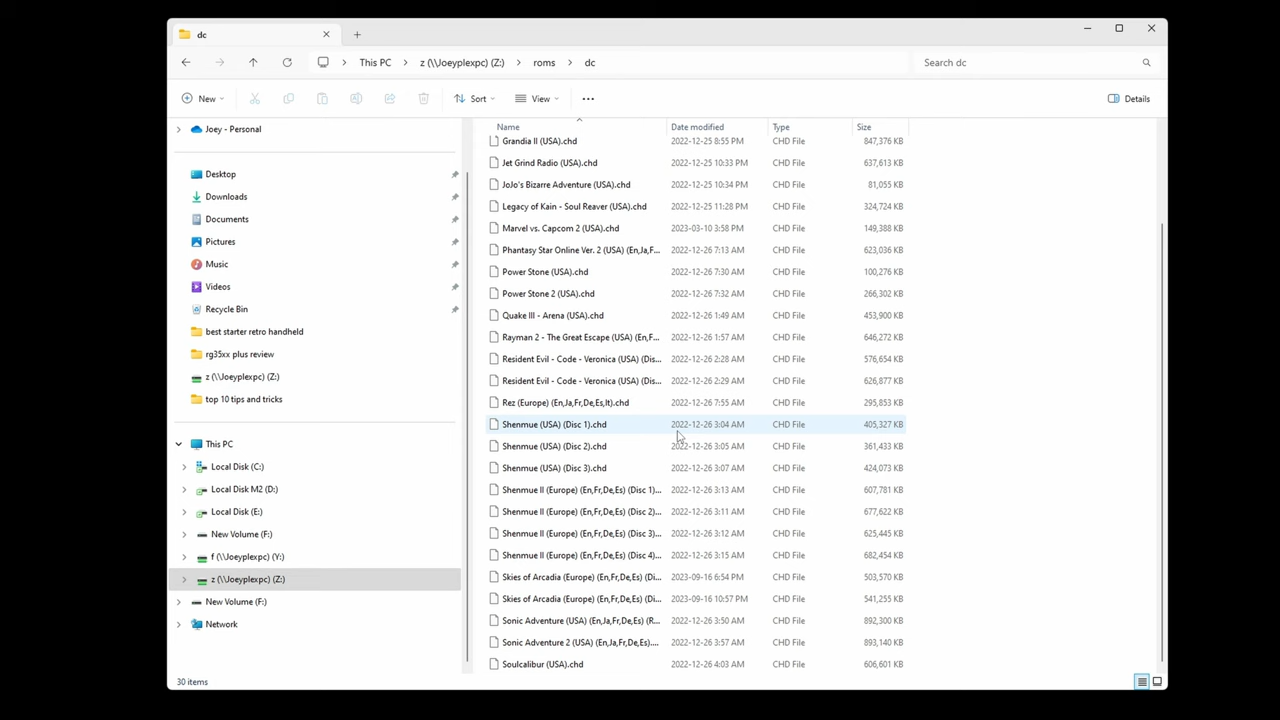 dc
This PC z (\\Joeyplexpc) (Z:) roms dc Search dc
New Sort View Details
Joey - Personal
Desktop
Downloads
Documents
Pictures
Music
Videos
Recycle Bin
best starter retro handheld
rg35xx plus review
z (\\Joeyplexpc) (Z:)
top 10 tips and tricks
This PC
Local Disk (C:)
Local Disk M2 (D:)
Local Disk (E:)
New Volume (F:)
f (\\Joeyplexpc) (Y:)
z (\\Joeyplexpc) (Z:)
New Volume (F:)
Network
Name Date modified Type Size
Grandia II (USA).chd 2022-12-25 8:55 PM CHD File 847,376 KB
Jet Grind Radio (USA).chd 2022-12-25 10:33 PM CHD File 637,613 KB
JoJo's Bizarre Adventure (USA).chd 2022-12-25 10:34 PM CHD File 81,055 KB
Legacy of Kain - Soul Reaver (USA).chd 2022-12-25 11:28 PM CHD File 324,724 KB
Marvel vs. Capcom 2 (USA).chd 2023-03-10 3:58 PM CHD File 149,388 KB
Phantasy Star Online Ver. 2 (USA) (En,Ja,F... 2022-12-26 7:13 AM CHD File 623,036 KB
Power Stone (USA).chd 2022-12-26 7:30 AM CHD File 100,276 KB
Power Stone 2 (USA).chd 2022-12-26 7:32 AM CHD File 266,302 KB
Quake III - Arena (USA).chd 2022-12-26 1:49 AM CHD File 453,900 KB
Rayman 2 - The Great Escape (USA) (En,F... 2022-12-26 1:57 AM CHD File 646,272 KB
Resident Evil - Code - Veronica (USA) (Dis... 2022-12-26 2:28 AM CHD File 576,654 KB
Resident Evil - Code - Veronica (USA) (Dis... 2022-12-26 2:29 AM CHD File 626,877 KB
Rez (Europe) (En,Ja,Fr,De,Es,It).chd 2022-12-26 7:55 AM CHD File 295,853 KB
Shenmue (USA) (Disc 1).chd 2022-12-26 3:04 AM CHD File 405,327 KB
Shenmue (USA) (Disc 2).chd 2022-12-26 3:05 AM CHD File 361,433 KB
Shenmue (USA) (Disc 3).chd 2022-12-26 3:07 AM CHD File 424,073 KB
Shenmue II (Europe) (En,Fr,De,Es) (Disc 1)... 2022-12-26 3:13 AM CHD File 607,781 KB
Shenmue II (Europe) (En,Fr,De,Es) (Disc 2)... 2022-12-26 3:11 AM CHD File 677,622 KB
Shenmue II (Europe) (En,Fr,De,Es) (Disc 3)... 2022-12-26 3:12 AM CHD File 625,445 KB
Shenmue II (Europe) (En,Fr,De,Es) (Disc 4)... 2022-12-26 3:15 AM CHD File 682,454 KB
Skies of Arcadia (Europe) (En,Fr,De,Es) (Di... 2023-09-16 6:54 PM CHD File 503,570 KB
Skies of Arcadia (Europe) (En,Fr,De,Es) (Di... 2023-09-16 10:57 PM CHD File 541,255 KB
Sonic Adventure (USA) (En,Ja,Fr,De,Es) (R... 2022-12-26 3:50 AM CHD File 892,300 KB
Sonic Adventure 2 (USA) (En,Ja,Fr,De,Es).... 2022-12-26 3:57 AM CHD File 893,140 KB
Soulcalibur (USA).chd 2022-12-26 4:03 AM CHD File 606,601 KB
30 items